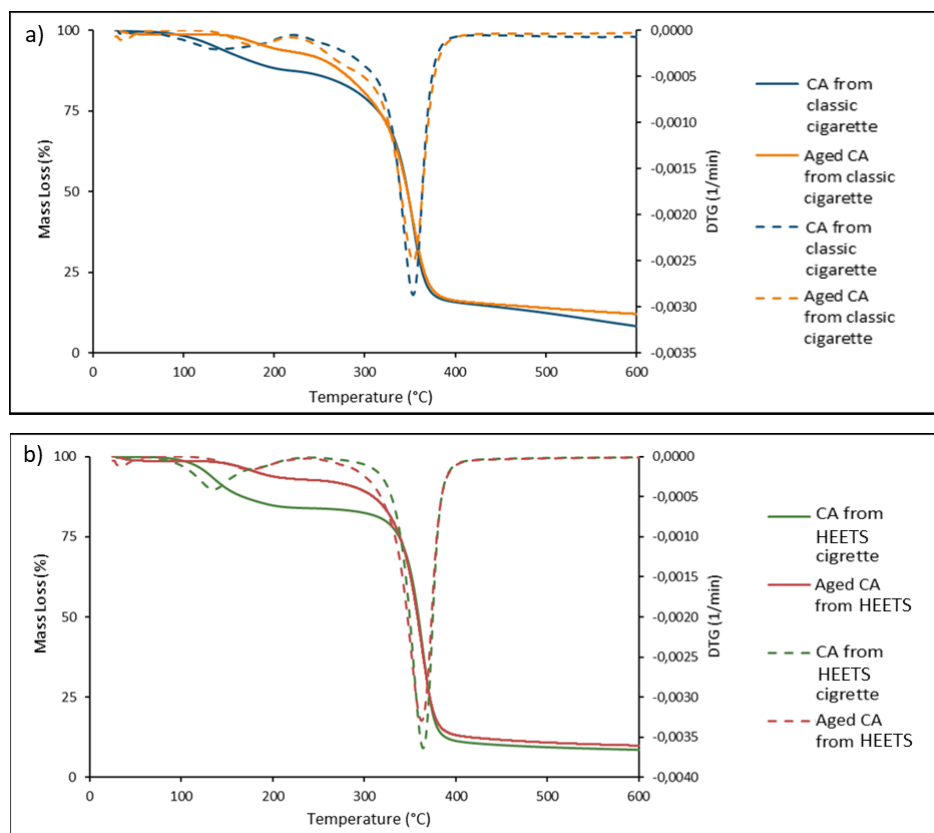 a)
100
75
50
25
0
Mass Loss (%)
0
100
200
300
400
500
600
Temperature (°C)
0,0000
-0,0005
-0,0010
-0,0015
-0,0020
-0,0025
-0,0030
-0,0035
DTG (1/min)
CA from
classic
cigarette
Aged CA
from classic
cigarette
CA from
classic
cigarette
Aged CA
from classic
cigarette
b)
100
75
50
25
0
Mass Loss (%)
0
100
200
300
400
500
600
Temperature (°C)
0,0000
-0,0005
-0,0010
-0,0015
-0,0020
-0,0025
-0,0030
-0,0035
-0,0040
DTG (1/min)
CA from
HEETS
cigrette
Aged CA
from HEETS
CA from
HEETS
cigrette
Aged CA
from HEETS